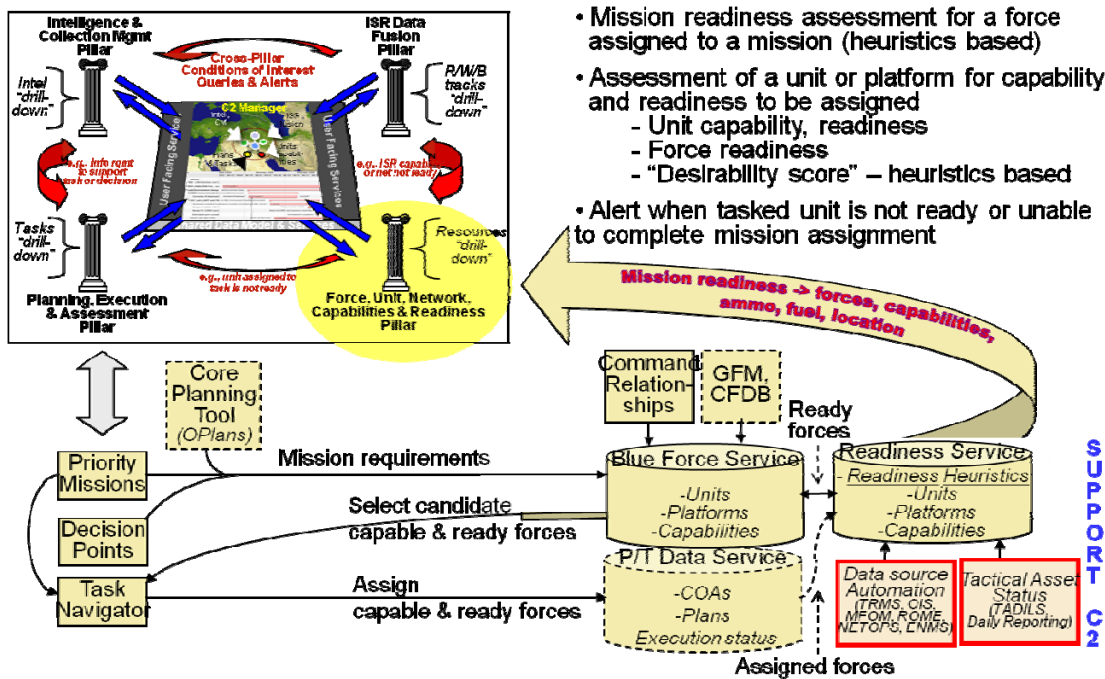 Intelligence &
Collection Mgmt
Pillar
ISR Data
Fusion Pillar
Cross-Pillar
Conditions of Interest
Queries & Alerts
Intel
"drill-
down"
R/W/B
tracks "drill-
down"
C2 Manager
User Facing Service
User Facing Services
e.g., Info rqmt
to support
task or decision
e.g., ISR capab
or net not ready
Tasks
"drill-
down"
Resources
"drill-
down"
e.g., unit assigned to
task is not ready
Planning, Execution
& Assessment
Pillar
Force, Unit, Network,
Capabilities & Readiness
Pillar
• Mission readiness assessment for a force
assigned to a mission (heuristics based)
• Assessment of a unit or platform for capability
and readiness to be assigned
- Unit capability, readiness
- Force readiness
- "Desirability score" – heuristics based
• Alert when tasked unit is not ready or unable
to complete mission assignment
Mission readiness -> forces, capabilities,
ammo, fuel, location
Core
Planning
Tool
(OPlans)
Command
Relation-
ships
GFM,
CFDB
Ready
forces
Priority
Missions
Mission requirements
Blue Force Service
-Units
-Platforms
-Capabilities
Readiness Service
- Readiness Heuristics
-Units
-Platforms
-Capabilities
Decision
Points
Select candidate
capable & ready forces
Task
Navigator
Assign
capable & ready forces
P/T Data Service
-COAs
-Plans
Execution status
Data source
Automation
(TRMS, CIS,
MFOM, ROME,
NETOPS, ENMS)
Tactical Asset
Status
(TADILS,
Daily Reporting)
Assigned forces
SUPPORT C2